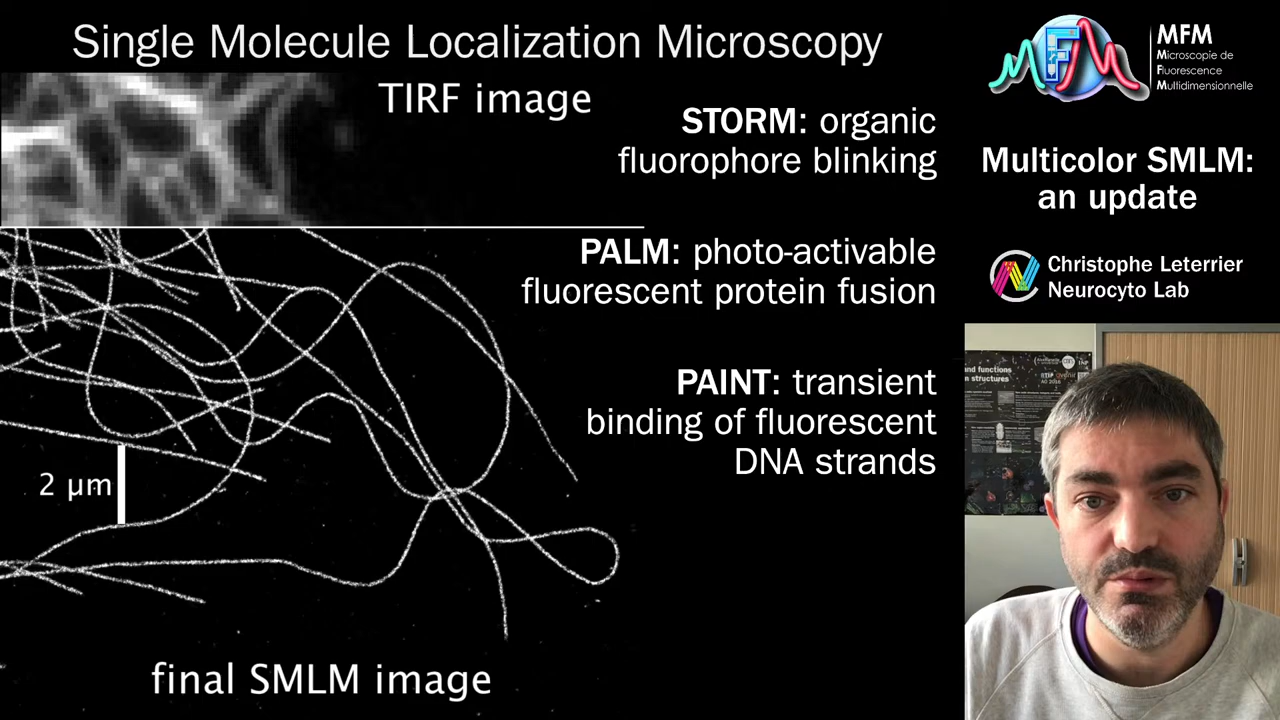 Single Molecule Localization Microscopy
TIRF image
STORM: organic
fluorophore blinking
PALM: photo-activable
fluorescent protein fusion
PAINT: transient
binding of fluorescent
DNA strands
2 µm
final SMLM image
MFM
MFM
Microscopie de
Fluorescence
Multidimensionnelle
Multicolor SMLM:
an update
Christophe Leterrier
Neurocyto Lab